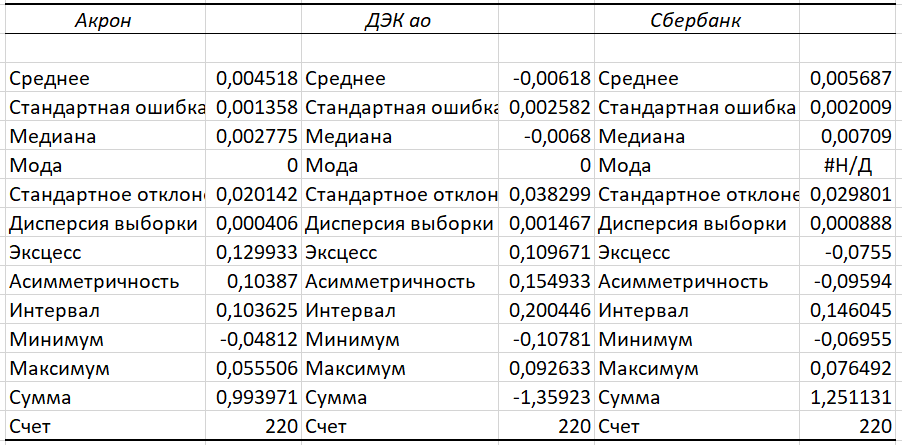 Акрон ДЭК ао Сбербанк
Среднее 0,004518 Среднее -0,00618 Среднее 0,005687
Стандартная ошибка 0,001358 Стандартная ошибка 0,002582 Стандартная ошибка 0,002009
Медиана 0,002775 Медиана -0,0068 Медиана 0,00709
Мода 0 Мода 0 Мода #Н/Д
Стандартное отклоне 0,020142 Стандартное отклон 0,038299 Стандартное отклоне 0,029801
Дисперсия выборки 0,000406 Дисперсия выборки 0,001467 Дисперсия выборки 0,000888
Эксцесс 0,129933 Эксцесс 0,109671 Эксцесс -0,0755
Асимметричность 0,10387 Асимметричность 0,154933 Асимметричность -0,09594
Интервал 0,103625 Интервал 0,200446 Интервал 0,146045
Минимум -0,04812 Минимум -0,10781 Минимум -0,06955
Максимум 0,055506 Максимум 0,092633 Максимум 0,076492
Сумма 0,993971 Сумма -1,35923 Сумма 1,251131
Счет 220 Счет 220 Счет 220